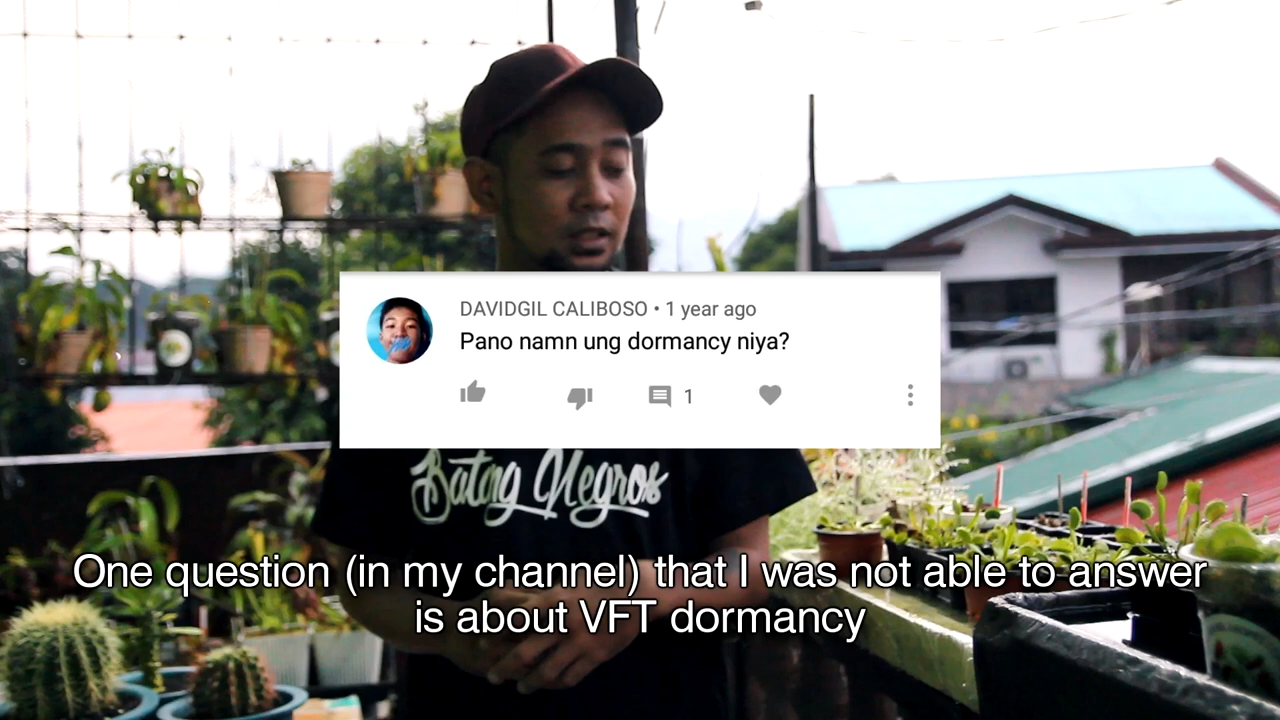 DAVIDGIL CALIBOSO • 1 year ago
Pano namn ung dormancy niya?
1
Batang Negros
One question (in my channel) that I was not able to answer
is about VFT dormancy